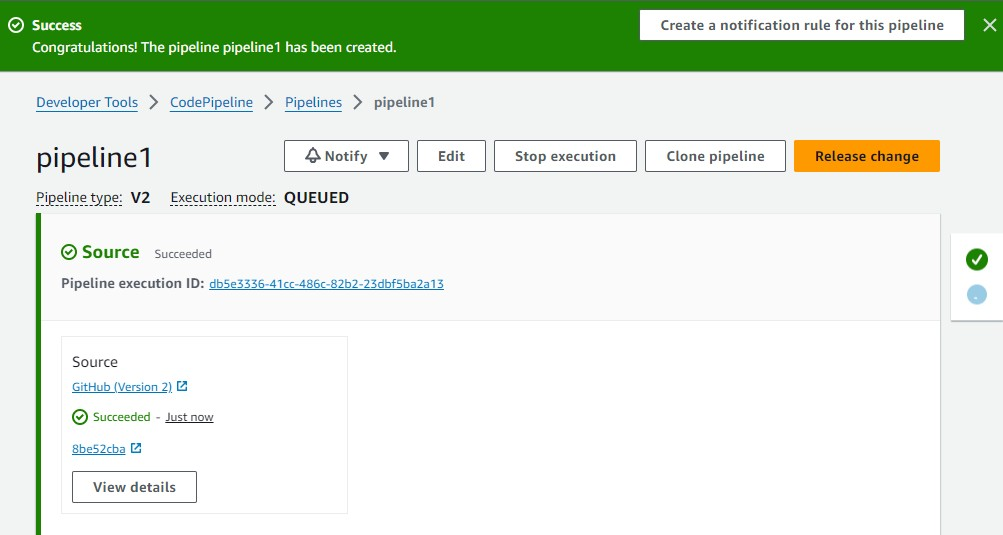 Success
Create a notification rule for this pipeline
Congratulations! The pipeline pipeline1 has been created.
Developer Tools > CodePipeline > Pipelines > pipeline1
pipeline1
Notify ▼
Edit
Stop execution
Clone pipeline
Release change
Pipeline type: V2 Execution mode: QUEUED
Source Succeeded
Pipeline execution ID: db5e3336-41cc-486c-82b2-23dbf5ba2a13
Source
GitHub (Version 2)
Succeeded - Just now
8be52cba
View details